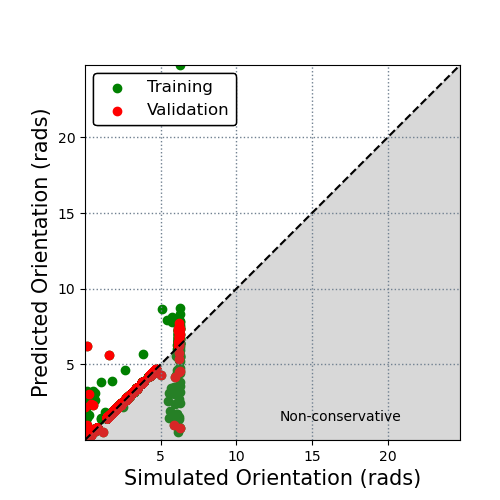 Training
Validation
20
15
10
5
Predicted Orientation (rads)
Non-conservative
5 10 15 20
Simulated Orientation (rads)